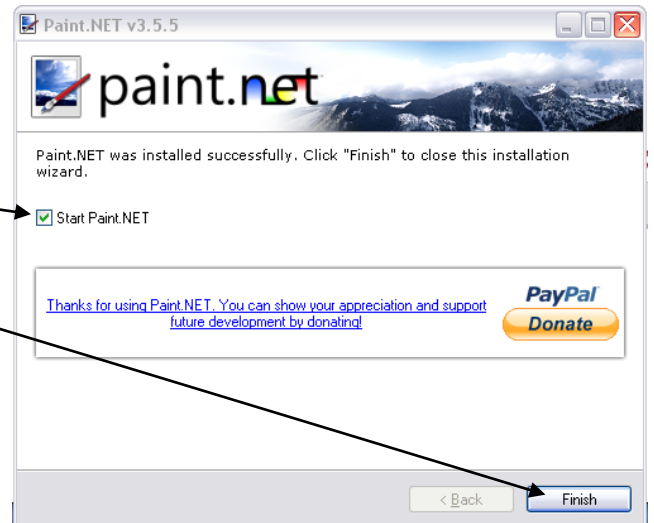 Paint.NET v3.5.5
paint.net
Paint.NET was installed successfully. Click "Finish" to close this installation
wizard.
Start Paint.NET
Thanks for using Paint.NET. You can show your appreciation and support
future development by donating!
PayPal
Donate
< Back
Finish